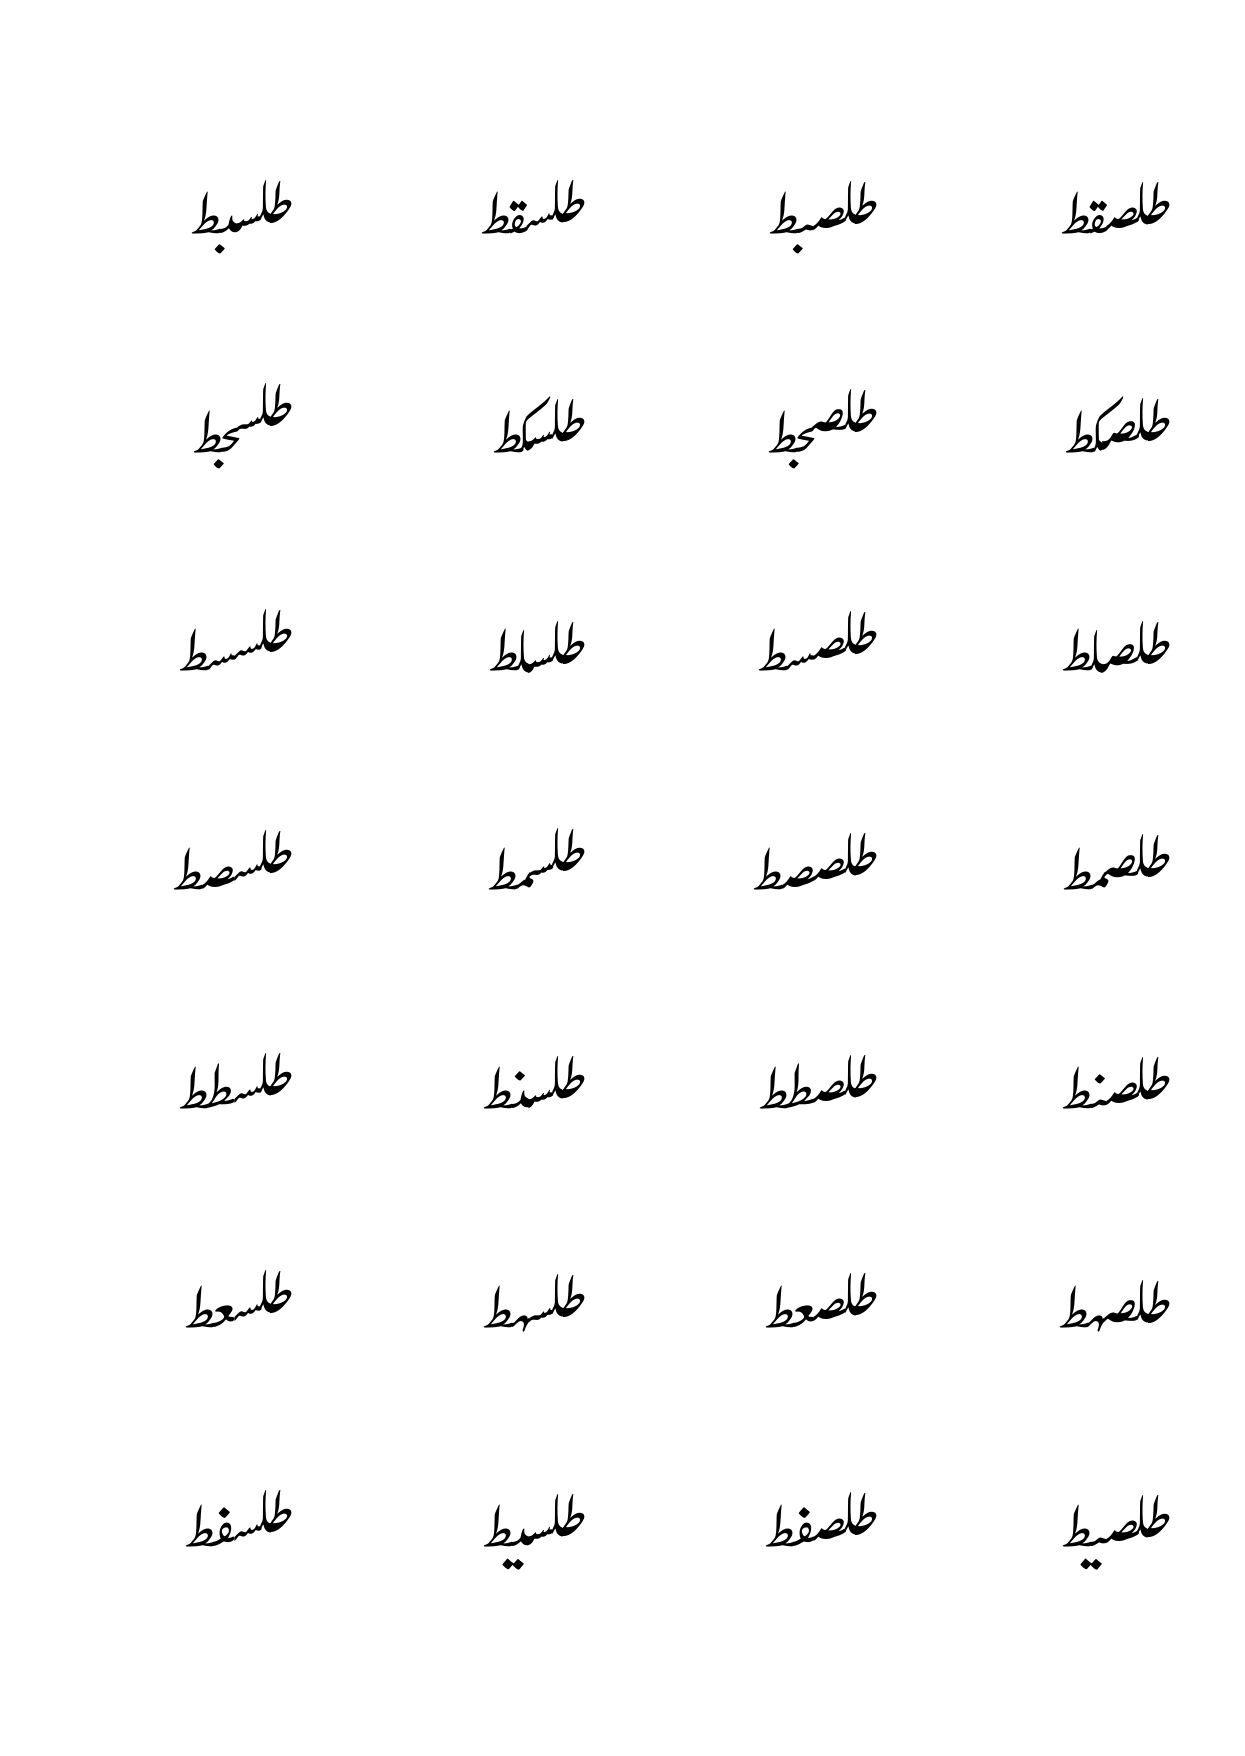 طلصقط طلصبط طلسقط طلسبط
طلصكط طلصجط طلسكط طلسجط
طلصلط طلصسط طلسلط طلسسط
طلصمط طلصصط طلسمط طلسصط
طلصنط طلصطط طلسنط طلسطط
طلصهط طلصعط طلسهط طلسعط
طلصيط طلصفط طلسيط طلسفط